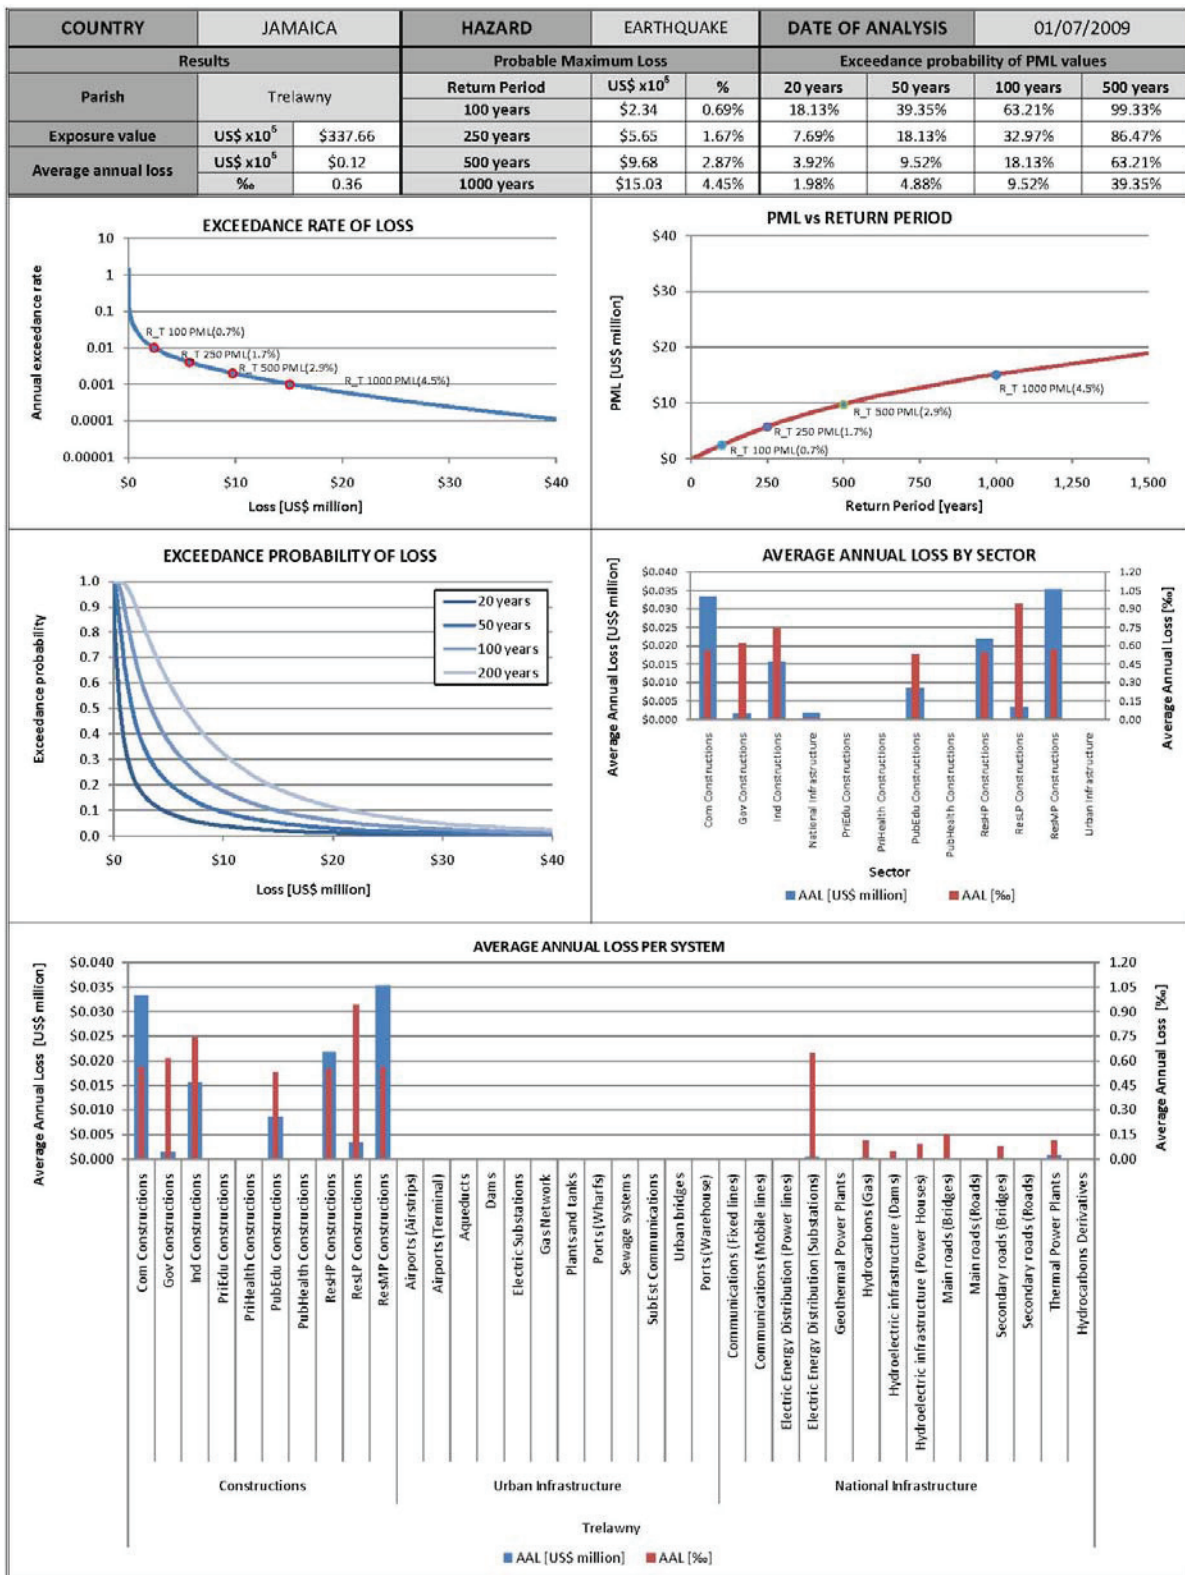 COUNTRY JAMAICA HAZARD EARTHQUAKE DATE OF ANALYSIS 01/07/2009
Results Probable Maximum Loss Exceedance probability of PML values
Parish Trelawny Return Period US$ x10⁶ % 20 years 50 years 100 years 500 years
100 years $2.34 0.69% 18.13% 39.35% 63.21% 99.33%
Exposure value US$ x10⁶ $337.66 250 years $5.65 1.67% 7.69% 18.13% 32.97% 86.47%
Average annual loss US$ x10⁶ $0.12 500 years $9.68 2.87% 3.92% 9.52% 18.13% 63.21%
‰ 0.36 1000 years $15.03 4.45% 1.98% 4.88% 9.52% 39.35%
EXCEEDANCE RATE OF LOSS
Annual exceedance rate
10
1
0.1
0.01
0.001
0.0001
0.00001
R_T 100 PML(0.7%)
R_T 250 PML(1.7%)
R_T 500 PML(2.9%)
R_T 1000 PML(4.5%)
$0 $10 $20 $30 $40
Loss [US$ million]
PML vs RETURN PERIOD
PML [US$ million]
$40
$30
$20
$10
$0
R_T 1000 PML(4.5%)
R_T 500 PML(2.9%)
R_T 250 PML(1.7%)
R_T 100 PML(0.7%)
0 250 500 750 1,000 1,250 1,500
Return Period [years]
EXCEEDANCE PROBABILITY OF LOSS
Exceedance probability
1.0
0.9
0.8
0.7
0.6
0.5
0.4
0.3
0.2
0.1
0.0
20 years
50 years
100 years
200 years
$0 $10 $20 $30 $40
Loss [US$ million]
AVERAGE ANNUAL LOSS BY SECTOR
Average Annual Loss [US$ million]
$0.040
$0.035
$0.030
$0.025
$0.020
$0.015
$0.010
$0.005
$0.000
1.20
1.05
0.90
0.75
0.60
0.45
0.30
0.15
0.00
Average Annual Loss [‰]
Com Constructions
Gov Constructions
Ind Constructions
National Infrastructure
PriEdu Constructions
PriHealth Constructions
PubEdu Constructions
PubHealth Constructions
ResHP Constructions
ResLP Constructions
ResMP Constructions
Urban Infrastructure
Sector
AAL [US$ million] AAL [‰]
AVERAGE ANNUAL LOSS PER SYSTEM
Average Annual Loss [US$ million]
$0.040
$0.035
$0.030
$0.025
$0.020
$0.015
$0.010
$0.005
$0.000
1.20
1.05
0.90
0.75
0.60
0.45
0.30
0.15
0.00
Average Annual Loss [‰]
Com Constructions
Gov Constructions
Ind Constructions
PriEdu Constructions
PriHealth Constructions
PubEdu Constructions
PubHealth Constructions
ResHP Constructions
ResLP Constructions
ResMP Constructions
Airports (Airstrips)
Airports (Terminal)
Aqueducts
Dams
Electric Substations
Gas Network
Plants and tanks
Ports (Wharfs)
Sewage systems
SubEst Communications
Urban bridges
Ports (Warehouse)
Communications (Fixed lines)
Communications (Mobile lines)
Electric Energy Distribution (Power lines)
Electric Energy Distribution (Substations)
Geothermal Power Plants
Hydrocarbons (Gas)
Hydroelectric infrastructure (Dams)
Hydroelectric infrastructure (Power Houses)
Main roads (Bridges)
Main roads (Roads)
Secondary roads (Bridges)
Secondary roads (Roads)
Thermal Power Plants
Hydrocarbons Derivatives
Constructions Urban Infrastructure National Infrastructure
Trelawny
AAL [US$ million] AAL [‰]